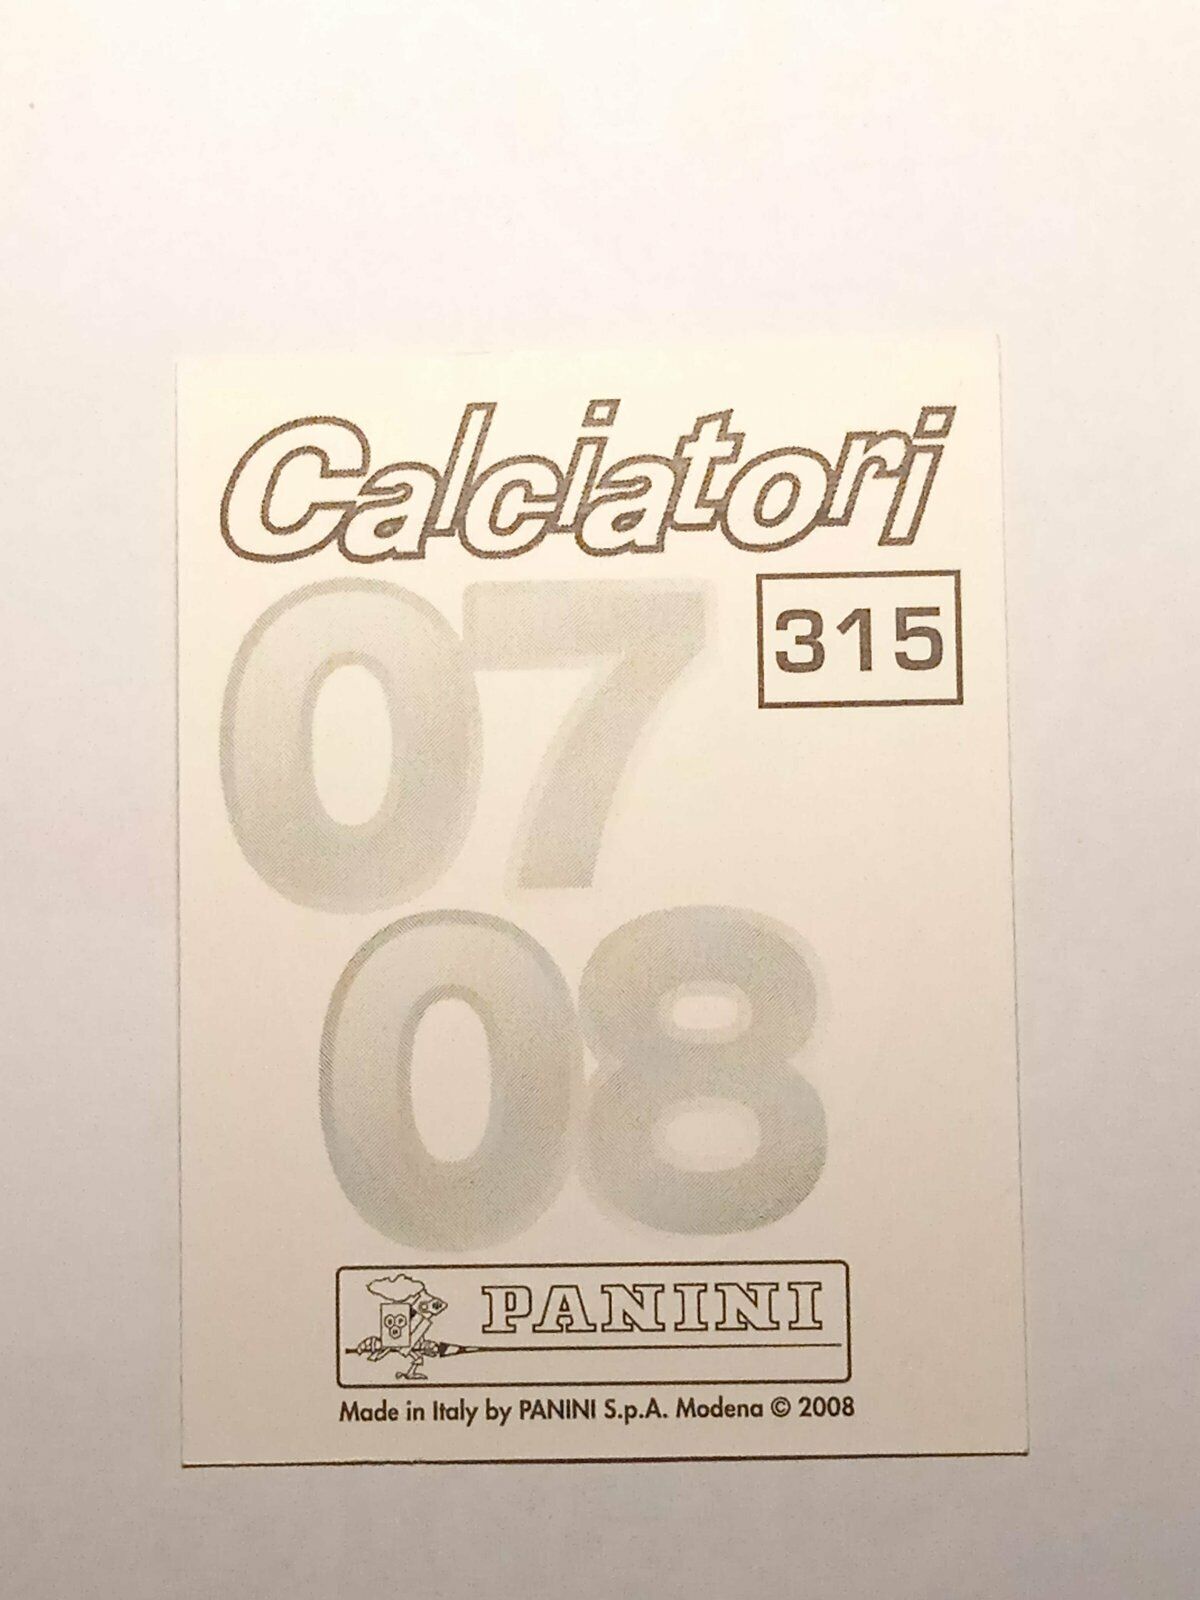 Calciatori
07
315
08
PANINI
Made in Italy by PANINI S.p.A. Modena © 2008